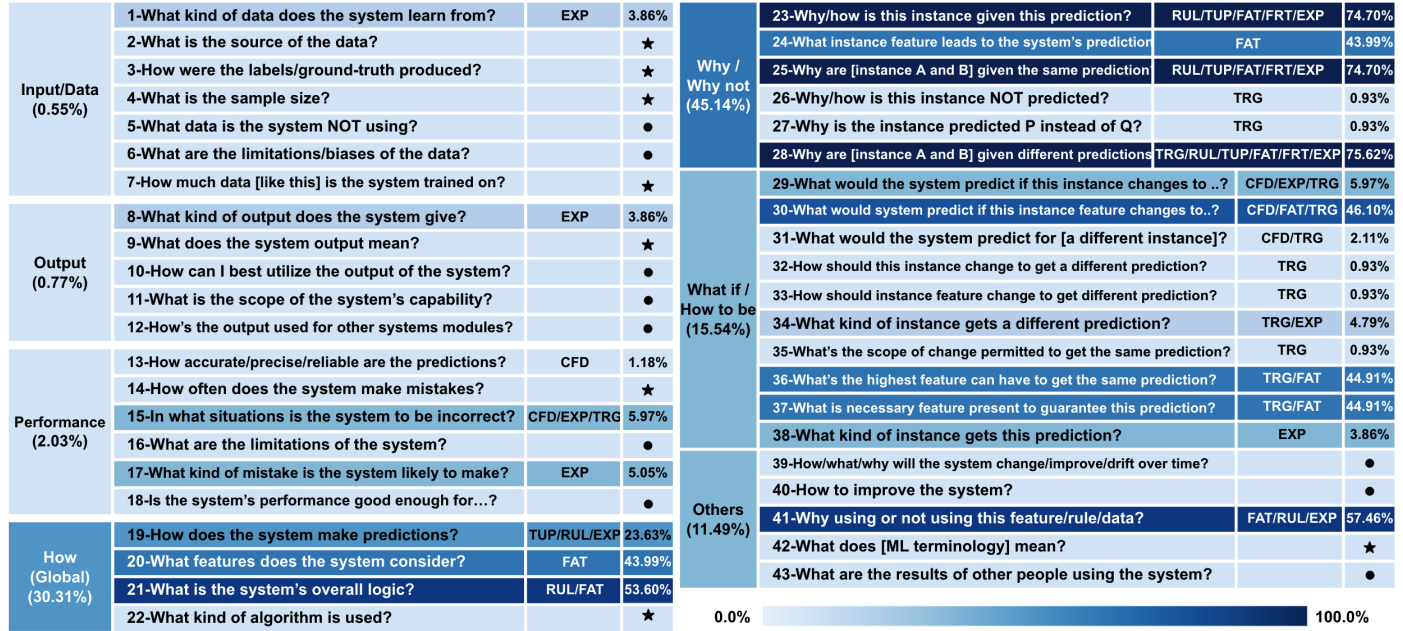 Input/Data
(0.55%)
1-What kind of data does the system learn from? EXP 3.86%
2-What is the source of the data? ★
3-How were the labels/ground-truth produced? ★
4-What is the sample size? ★
5-What data is the system NOT using? ●
6-What are the limitations/biases of the data? ●
7-How much data [like this] is the system trained on? ★
Output
(0.77%)
8-What kind of output does the system give? EXP 3.86%
9-What does the system output mean? ★
10-How can I best utilize the output of the system? ●
11-What is the scope of the system's capability? ●
12-How's the output used for other systems modules? ●
Performance
(2.03%)
13-How accurate/precise/reliable are the predictions? CFD 1.18%
14-How often does the system make mistakes? ★
15-In what situations is the system to be incorrect? CFD/EXP/TRG 5.97%
16-What are the limitations of the system? ●
17-What kind of mistake is the system likely to make? EXP 5.05%
18-Is the system's performance good enough for…? ●
How
(Global)
(30.31%)
19-How does the system make predictions? TUP/RUL/EXP 23.63%
20-What features does the system consider? FAT 43.99%
21-What is the system's overall logic? RUL/FAT 53.60%
22-What kind of algorithm is used? ★
Why /
Why not
(45.14%)
23-Why/how is this instance given this prediction? RUL/TUP/FAT/FRT/EXP 74.70%
24-What instance feature leads to the system's prediction FAT 43.99%
25-Why are [instance A and B] given the same prediction? RUL/TUP/FAT/FRT/EXP 74.70%
26-Why/how is this instance NOT predicted? TRG 0.93%
27-Why is the instance predicted P instead of Q? TRG 0.93%
28-Why are [instance A and B] given different predictions TRG/RUL/TUP/FAT/FRT/EXP 75.62%
What if /
How to be
(15.54%)
29-What would the system predict if this instance changes to ..? CFD/EXP/TRG 5.97%
30-What would system predict if this instance feature changes to..? CFD/FAT/TRG 46.10%
31-What would the system predict for [a different instance]? CFD/TRG 2.11%
32-How should this instance change to get a different prediction? TRG 0.93%
33-How should instance feature change to get different prediction? TRG 0.93%
34-What kind of instance gets a different prediction? TRG/EXP 4.79%
35-What's the scope of change permitted to get the same prediction? TRG 0.93%
36-What's the highest feature can have to get the same prediction? TRG/FAT 44.91%
37-What is necessary feature present to guarantee this prediction? TRG/FAT 44.91%
38-What kind of instance gets this prediction? EXP 3.86%
Others
(11.49%)
39-How/what/why will the system change/improve/drift over time? ●
40-How to improve the system? ●
41-Why using or not using this feature/rule/data? FAT/RUL/EXP 57.46%
42-What does [ML terminology] mean? ★
43-What are the results of other people using the system? ●
0.0% 100.0%